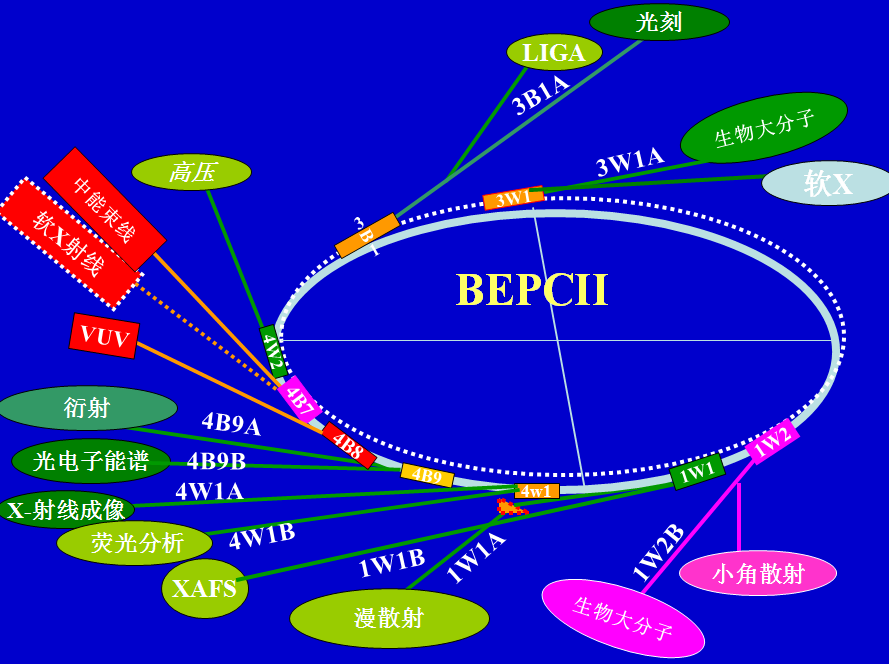 光刻
LIGA
3B1A
生物大分子
3W1A
软X
高压
中能束线
软X射线
3W1
3B1
BEPCII
VUV
4W2
4B7
4B8
衍射
4B9A
光电子能谱
4B9B
4B9
4w1
1W1
1W2
X-射线成像
4W1A
荧光分析
4W1B
XAFS
1W1B
1W1A
漫散射
1W2B
小角散射
生物大分子